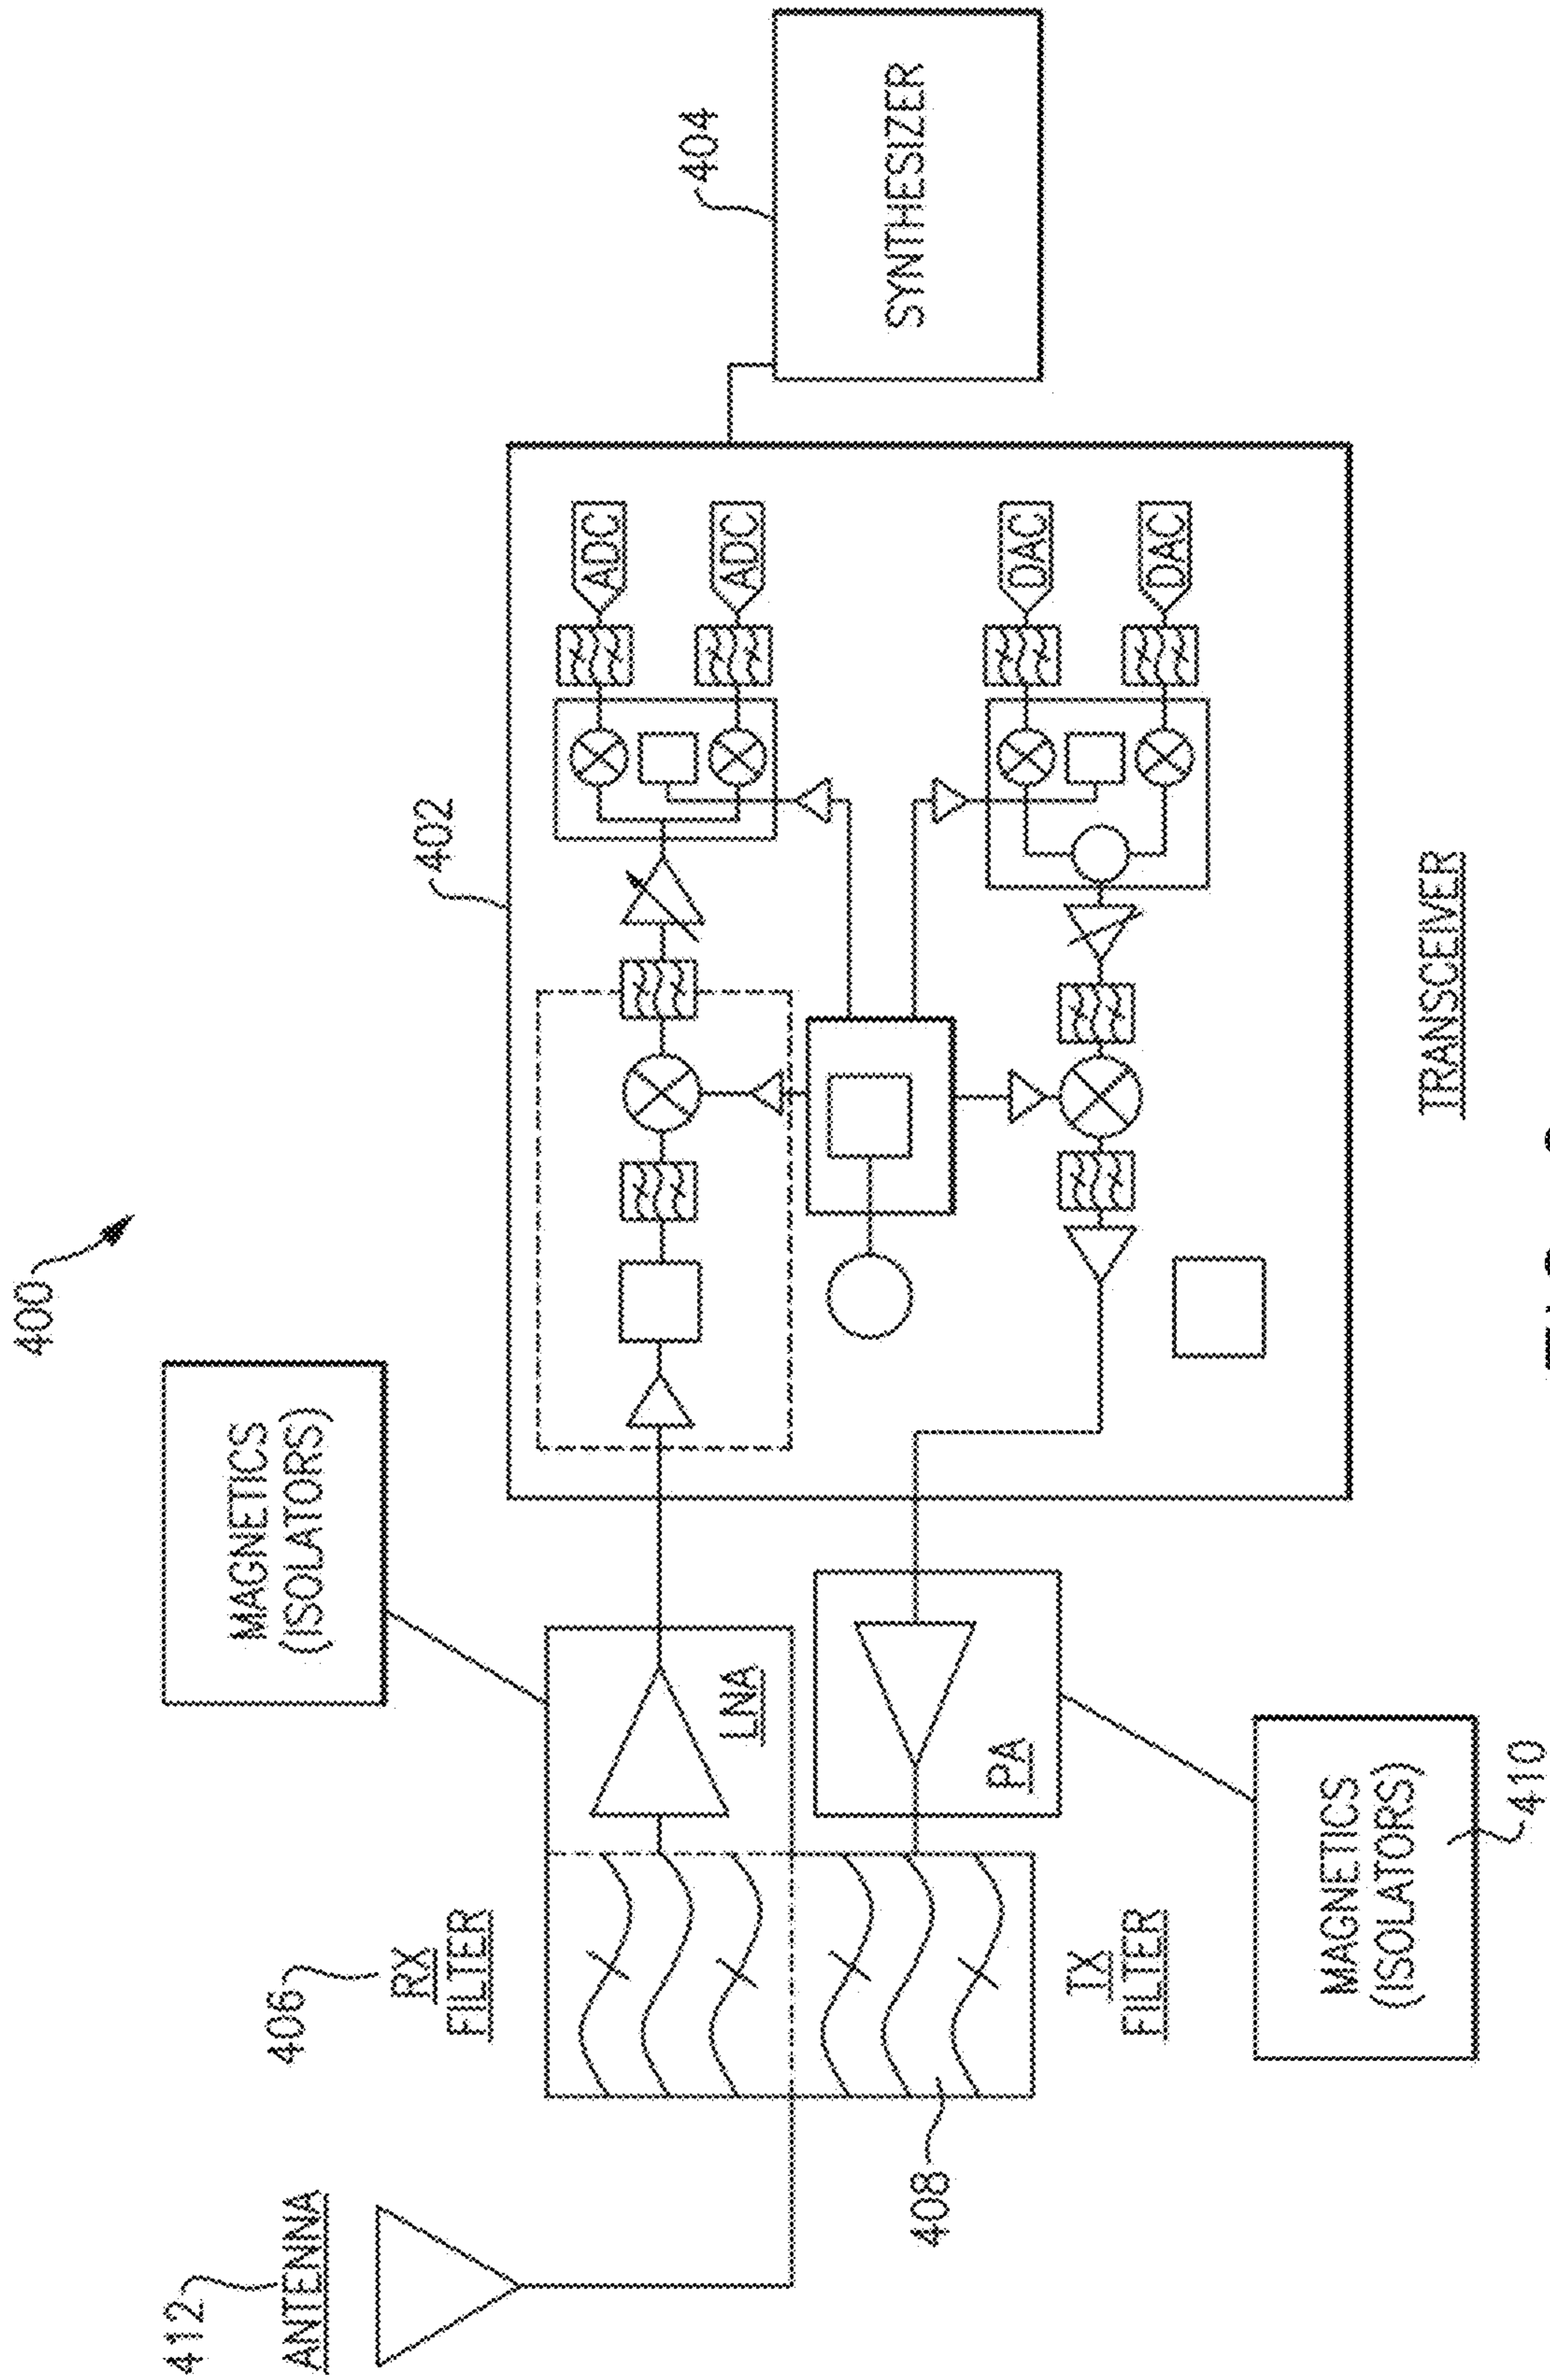 400
412
ANTENNA
406
RX
FILTER
MAGNETICS
(ISOLATORS)
402
404
LNA
ADC
ADC
SYNTHESIZER
408
PA
DAC
DAC
TX
FILTER
MAGNETICS
(ISOLATORS)
410
TRANSCEIVER